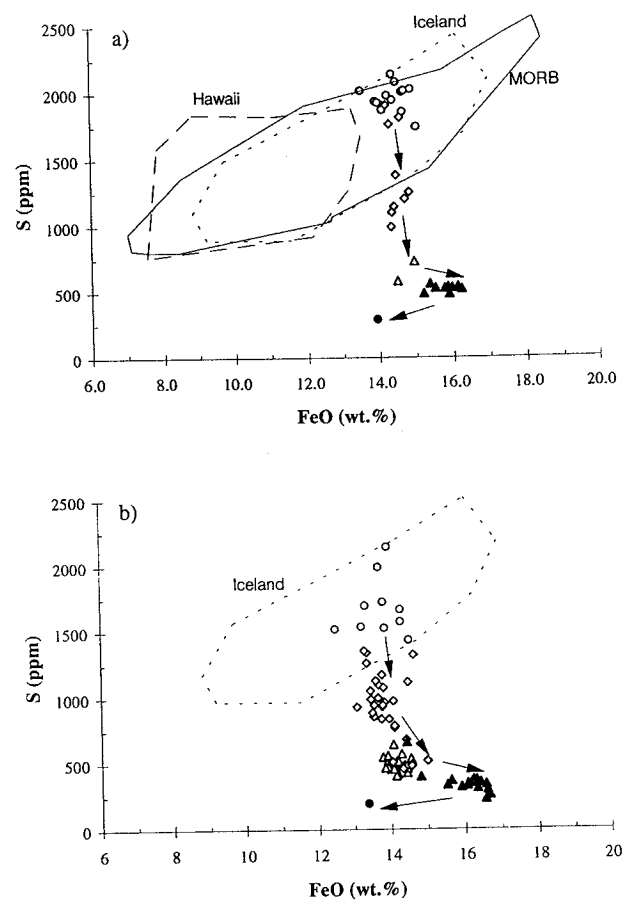 a)
Iceland
Hawaii
MORB
2500
2000
1500
1000
500
0
S (ppm)
6.0 8.0 10.0 12.0 14.0 16.0 18.0 20.0
FeO (wt.%)
b)
Iceland
2500
2000
1500
1000
500
0
S (ppm)
6 8 10 12 14 16 18 20
FeO (wt.%)